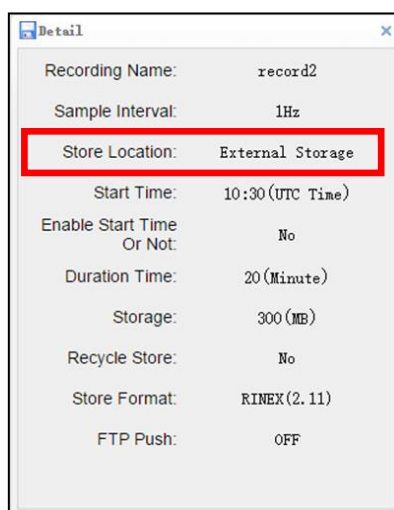 Detail
Recording Name: record2
Sample Interval: 1Hz
Store Location: External Storage
Start Time: 10:30(UTC Time)
Enable Start Time
Or Not: No
Duration Time: 20(Minute)
Storage: 300(MB)
Recycle Store: No
Store Format: RINEX(2.11)
FTP Push: OFF